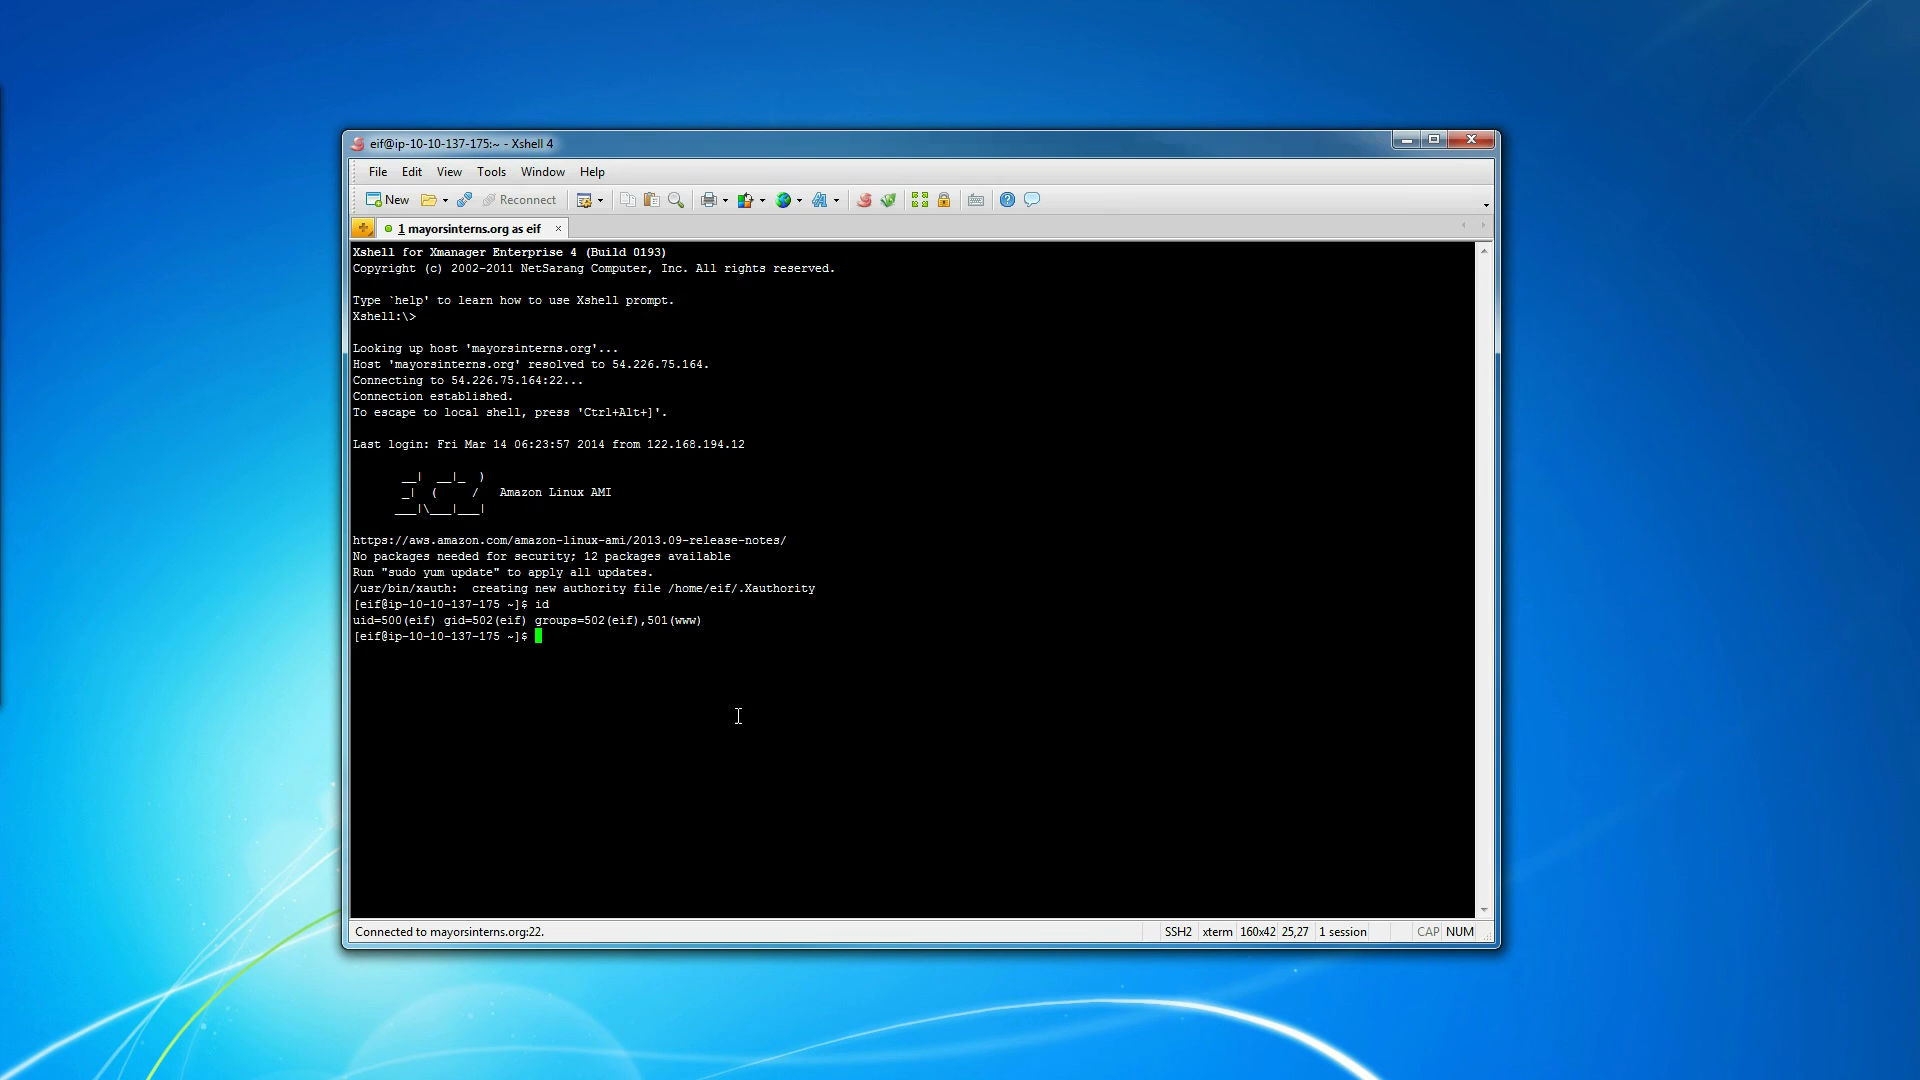 eif@ip-10-10-137-175:~ - Xshell 4
File Edit View Tools Window Help
New Reconnect
1 mayorsinterns.org as eif
Xshell for Xmanager Enterprise 4 (Build 0193)
Copyright (c) 2002-2011 NetSarang Computer, Inc. All rights reserved.
Type `help' to learn how to use Xshell prompt.
Xshell:\>
Looking up host 'mayorsinterns.org'...
Host 'mayorsinterns.org' resolved to 54.226.75.164.
Connecting to 54.226.75.164:22...
Connection established.
To escape to local shell, press 'Ctrl+Alt+]'.
Last login: Fri Mar 14 06:23:57 2014 from 122.168.194.12
__|  __|_  )
_|  (     /   Amazon Linux AMI
___|\___|___|
https://aws.amazon.com/amazon-linux-ami/2013.09-release-notes/
No packages needed for security; 12 packages available
Run "sudo yum update" to apply all updates.
/usr/bin/xauth:  creating new authority file /home/eif/.Xauthority
[eif@ip-10-10-137-175 ~]$ id
uid=500(eif) gid=502(eif) groups=502(eif),501(www)
[eif@ip-10-10-137-175 ~]$
Connected to mayorsinterns.org:22. SSH2 xterm 160x42 25,27 1 session CAP NUM